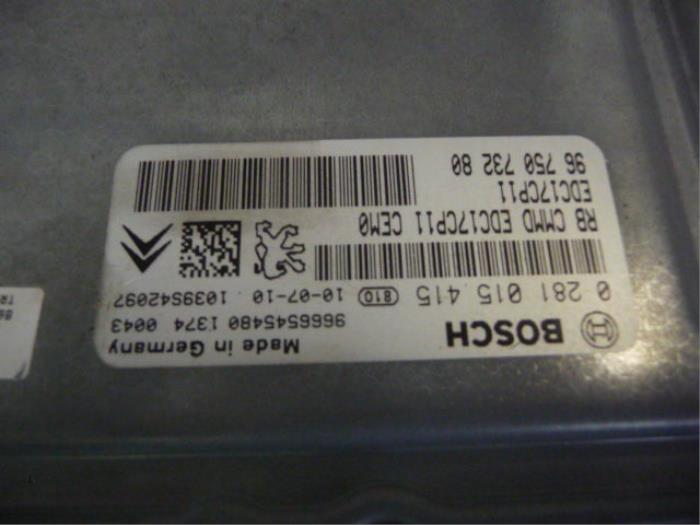 BOSCH
Made in Germany
9666545480 1374 0043
0 281 015 415 810 10-07-10 1039S42097
RB CMMD EDC17CP11 CEM0
EDC17CP11
96 750 732 80